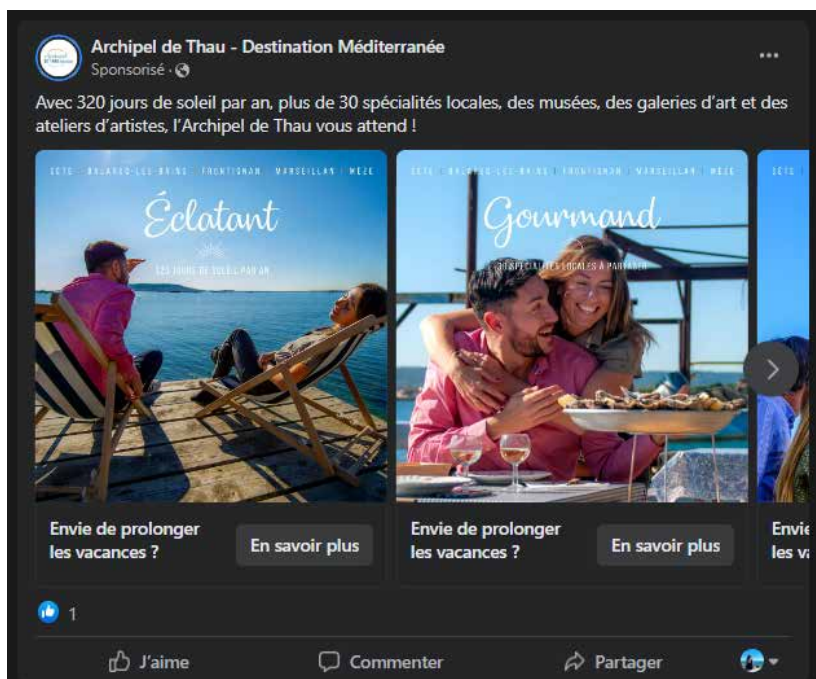 Archipel de Thau - Destination Méditerranée
Sponsorisé
Avec 320 jours de soleil par an, plus de 30 spécialités locales, des musées, des galeries d'art et des
ateliers d'artistes, l'Archipel de Thau vous attend !
SÈTE | BALARUC-LES-BAINS | FRONTIGNAN | MARSEILLAN | MÈZE
Éclatant
320 JOURS DE SOLEIL PAR AN
Envie de prolonger
les vacances ?
En savoir plus
SÈTE | BALARUC-LES-BAINS | FRONTIGNAN | MARSEILLAN | MÈZE
Gourmand
30 SPÉCIALITÉS LOCALES À PARTAGER
Envie de prolonger
les vacances ?
En savoir plus
SÈTE
Envie
les va
1
J'aime
Commenter
Partager